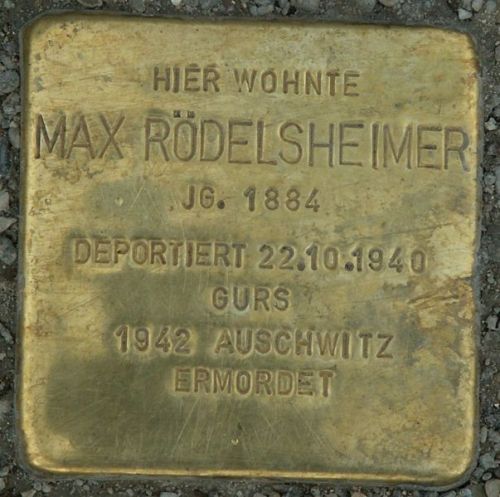 HIER WOHNTE
MAX RÖDELSHEIMER
JG. 1884
DEPORTIERT 22.10.1940
GURS
1942 AUSCHWITZ
ERMORDET